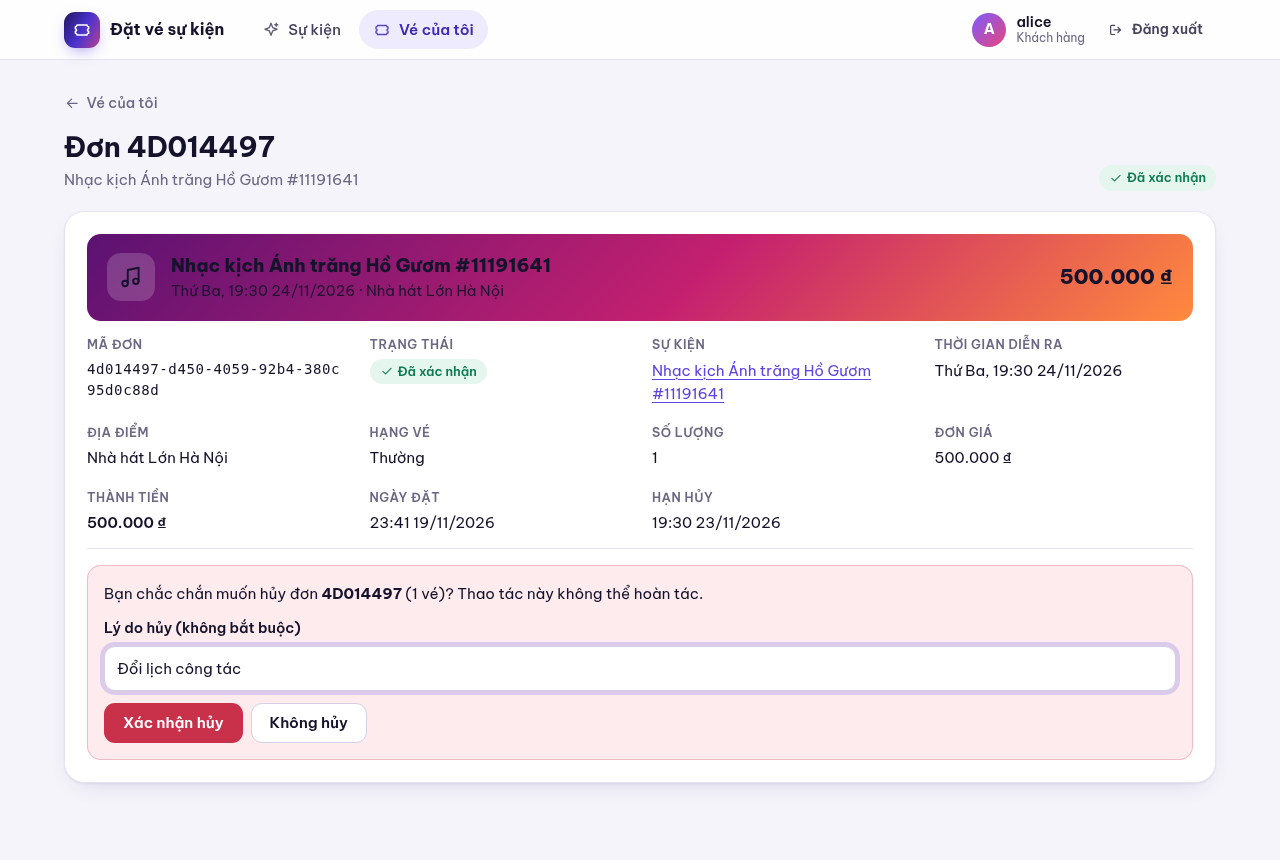 Đặt vé sự kiện
Sự kiện
Vé của tôi
A
alice
Khách hàng
Đăng xuất
Vé của tôi
Đơn 4D014497
Nhạc kịch Ánh trăng Hồ Gươm #11191641
Đã xác nhận
Nhạc kịch Ánh trăng Hồ Gươm #11191641
Thứ Ba, 19:30 24/11/2026 · Nhà hát Lớn Hà Nội
500.000 ₫
MÃ ĐƠN
4d014497-d450-4059-92b4-380c
95d0c88d
TRẠNG THÁI
Đã xác nhận
SỰ KIỆN
Nhạc kịch Ánh trăng Hồ Gươm
#11191641
THỜI GIAN DIỄN RA
Thứ Ba, 19:30 24/11/2026
ĐỊA ĐIỂM
Nhà hát Lớn Hà Nội
HẠNG VÉ
Thường
SỐ LƯỢNG
1
ĐƠN GIÁ
500.000 ₫
THÀNH TIỀN
500.000 ₫
NGÀY ĐẶT
23:41 19/11/2026
HẠN HỦY
19:30 23/11/2026
Bạn chắc chắn muốn hủy đơn 4D014497 (1 vé)? Thao tác này không thể hoàn tác.
Lý do hủy (không bắt buộc)
Đổi lịch công tác
Xác nhận hủy
Không hủy